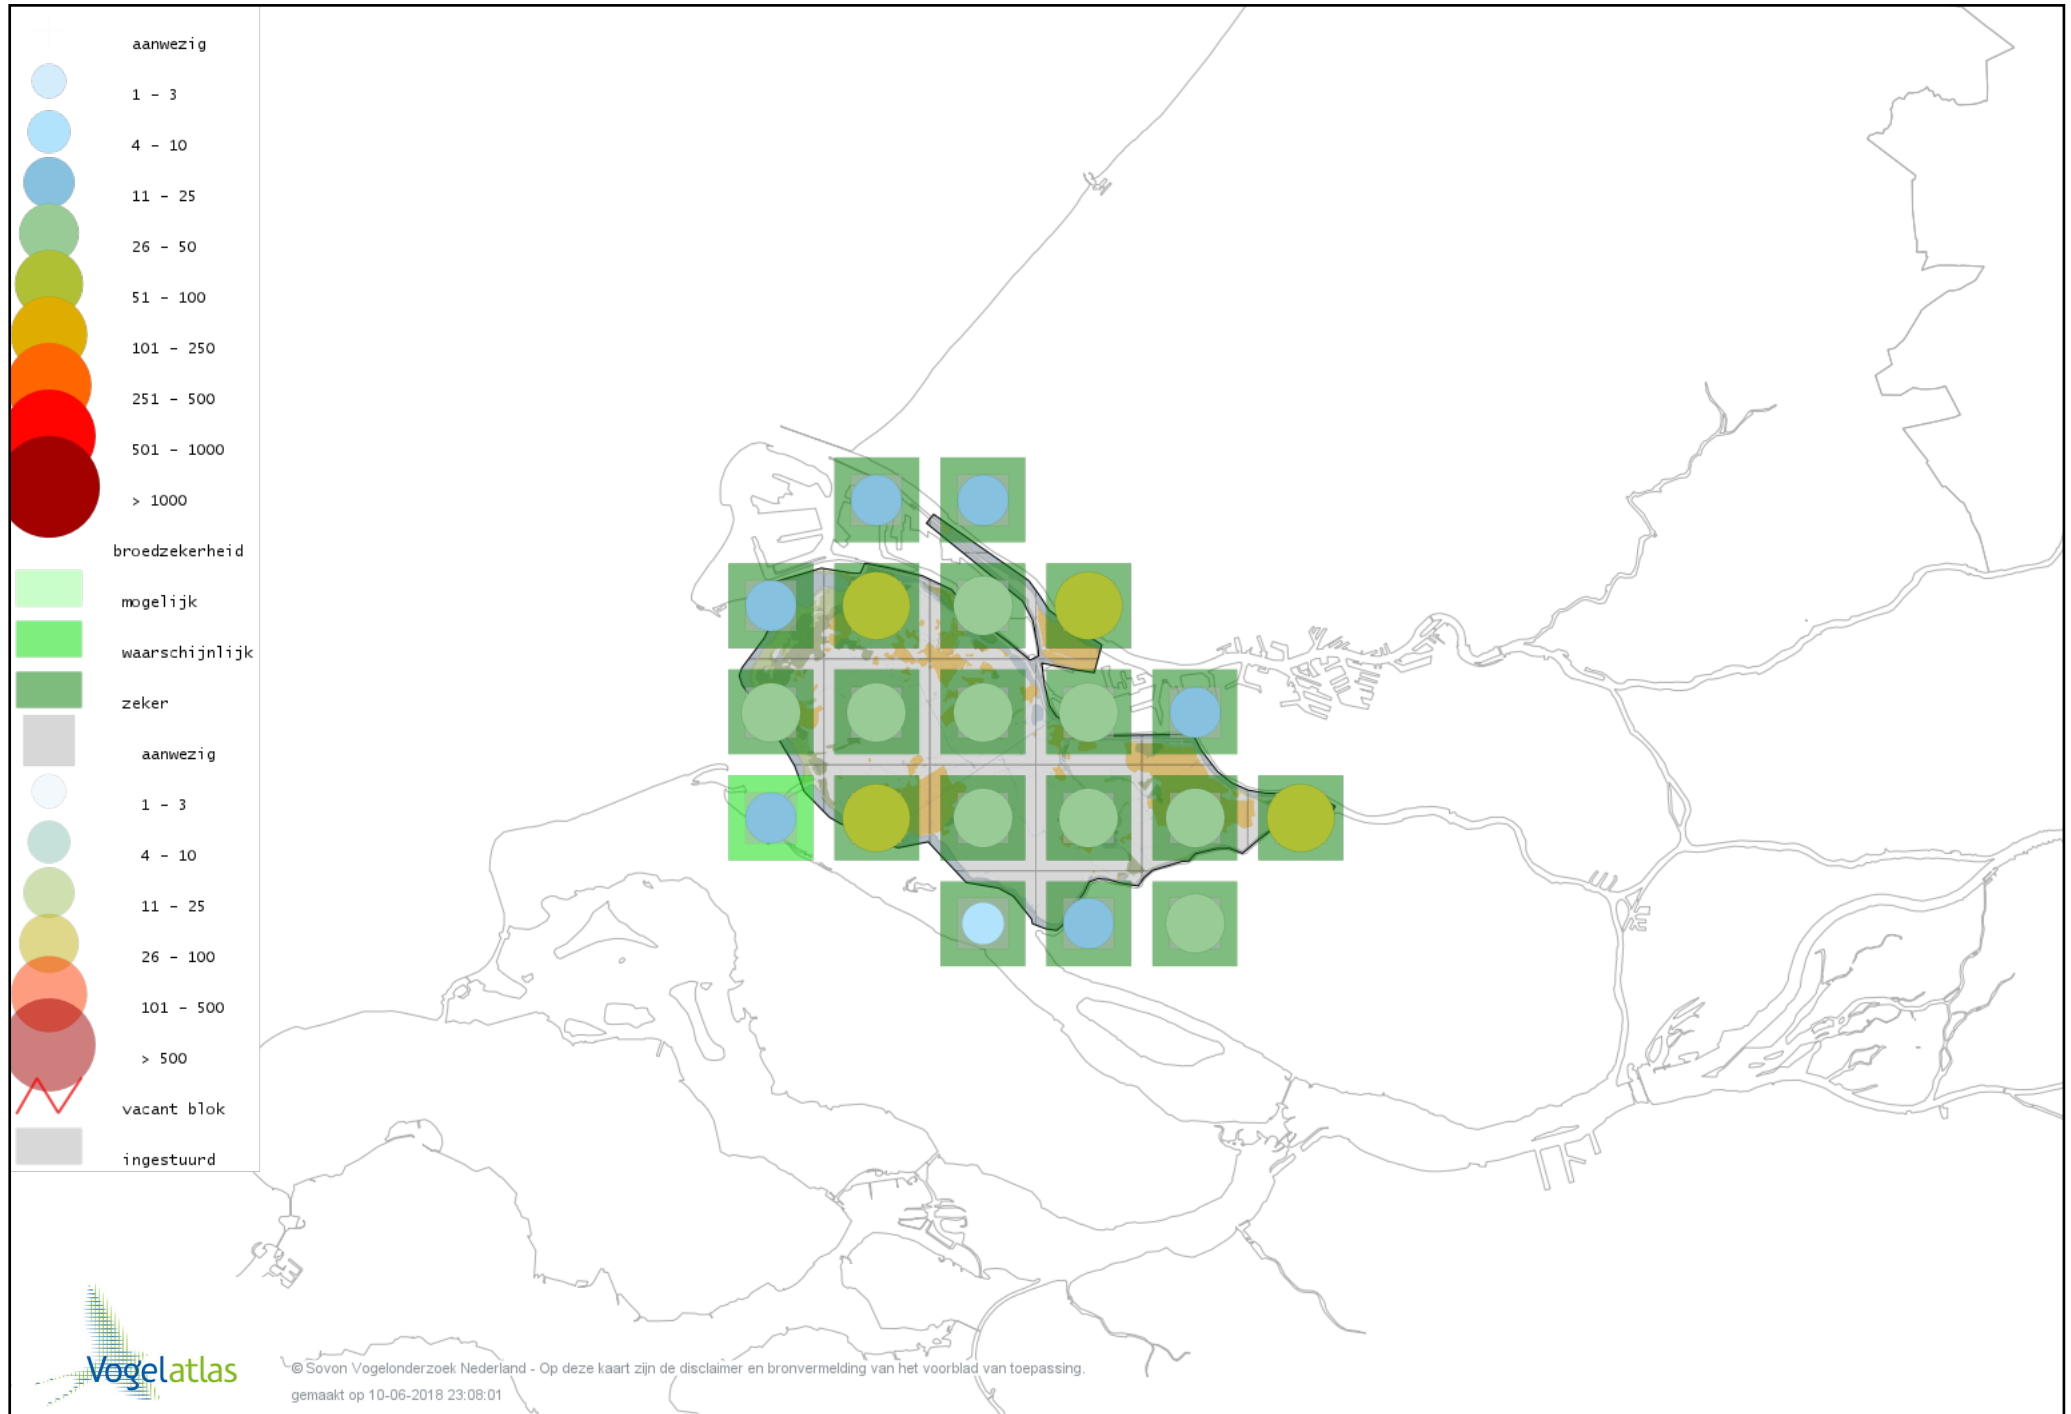 aanwezig
1 - 3
4 - 10
11 - 25
26 - 50
51 - 100
101 - 250
251 - 500
501 - 1000
> 1000
broedzekerheid
mogelijk
waarschijnlijk
zeker
aanwezig
1 - 3
4 - 10
11 - 25
26 - 100
101 - 500
> 500
vacant blok
ingestuurd
Vogelatlas
© Sovon Vogelonderzoek Nederland - Op deze kaart zijn de disclaimer en bronvermelding van het voorblad van toepassing.
gemaakt op 10-06-2018 23:08:01